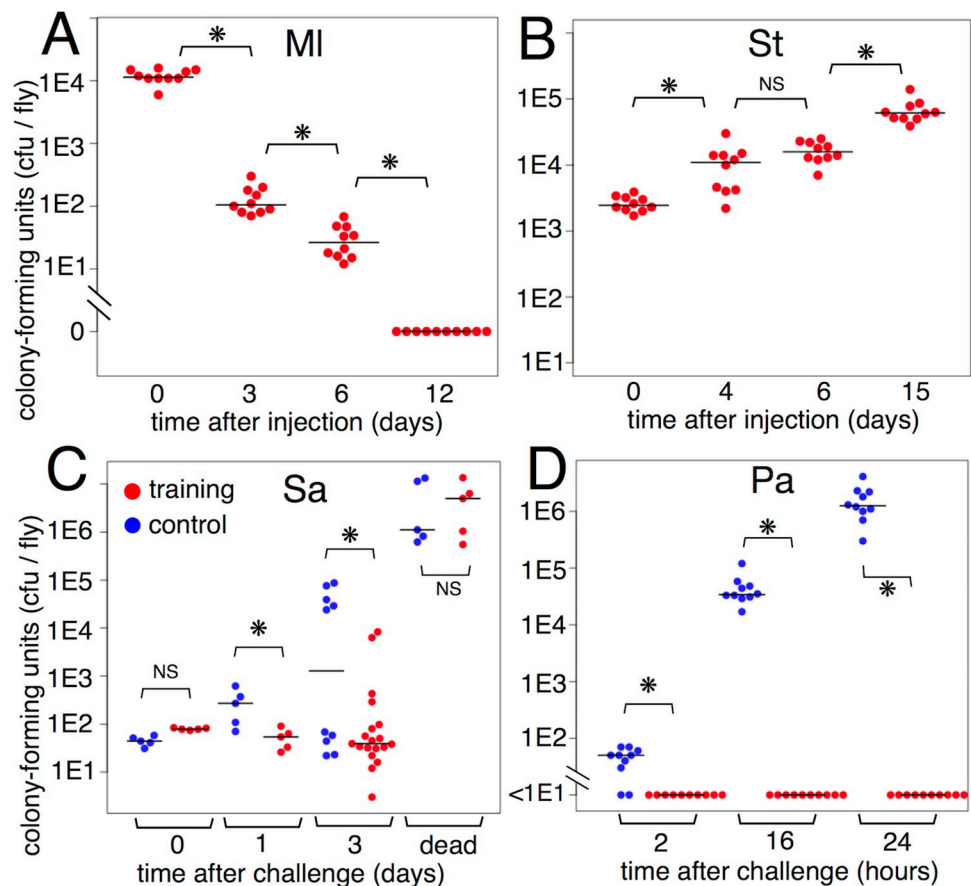 A
Ml
colony-forming units (cfu / fly)
1E4
1E3
1E2
1E1
0
*
*
*
0 3 6 12
time after injection (days)
B
St
1E5
1E4
1E3
1E2
1E1
*
NS
*
0 4 6 15
time after injection (days)
C
Sa
training
control
colony-forming units (cfu / fly)
1E6
1E5
1E4
1E3
1E2
1E1
NS
*
*
NS
0 1 3 dead
time after challenge (days)
D
Pa
1E6
1E5
1E4
1E3
1E2
<1E1
*
*
*
2 16 24
time after challenge (hours)